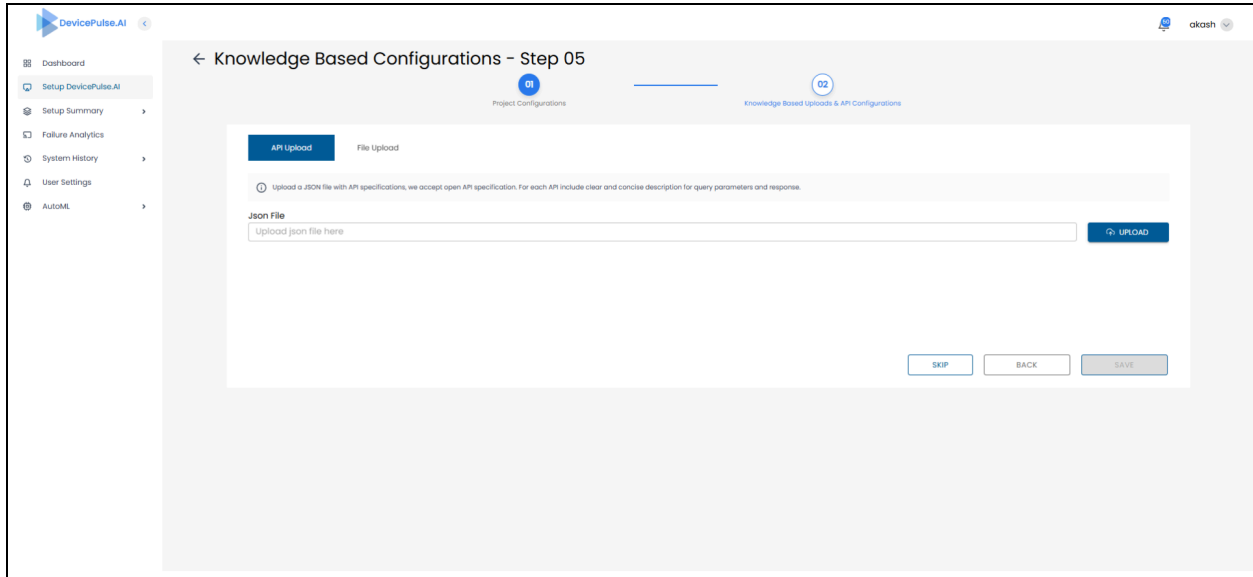 DevicePulse.AI
50
akash
Dashboard
Setup DevicePulse.AI
Setup Summary
Failure Analytics
System History
User Settings
AutoML
Knowledge Based Configurations - Step 05
01
Project Configurations
02
Knowledge Based Uploads & API Configurations
API Upload
File Upload
Upload a JSON file with API specifications, we accept open API specification. For each API include clear and concise description for query parameters and response.
Json File
Upload json file here
UPLOAD
SKIP
BACK
SAVE